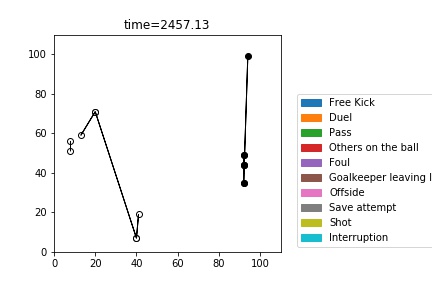 time=2457.13
100
80
60
40
20
0
0 20 40 60 80 100
Free Kick
Duel
Pass
Others on the ball
Foul
Goalkeeper leaving l
Offside
Save attempt
Shot
Interruption